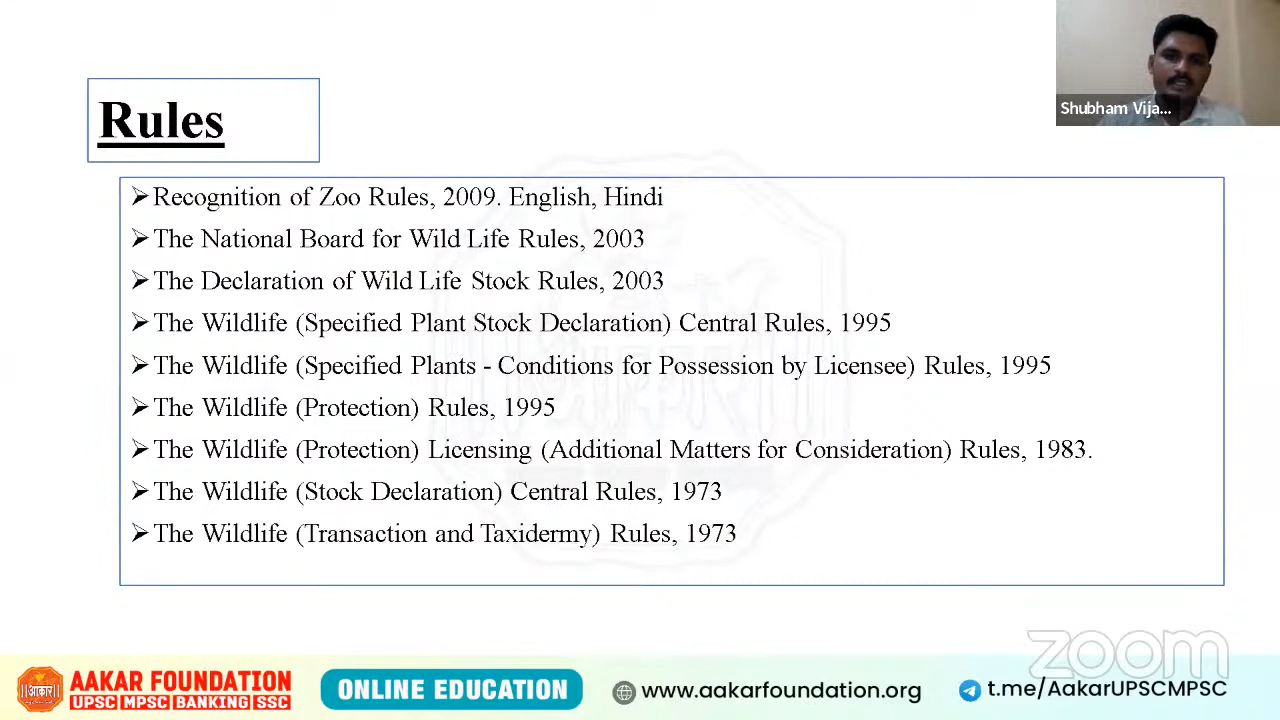 Shubham Vija...
Rules
➢Recognition of Zoo Rules, 2009. English, Hindi
➢The National Board for Wild Life Rules, 2003
➢The Declaration of Wild Life Stock Rules, 2003
➢The Wildlife (Specified Plant Stock Declaration) Central Rules, 1995
➢The Wildlife (Specified Plants - Conditions for Possession by Licensee) Rules, 1995
➢The Wildlife (Protection) Rules, 1995
➢The Wildlife (Protection) Licensing (Additional Matters for Consideration) Rules, 1983.
➢The Wildlife (Stock Declaration) Central Rules, 1973
➢The Wildlife (Transaction and Taxidermy) Rules, 1973
zoom
आकार
AAKAR FOUNDATION
UPSC MPSC BANKING SSC
ONLINE EDUCATION
www.aakarfoundation.org
t.me/AakarUPSCMPSC